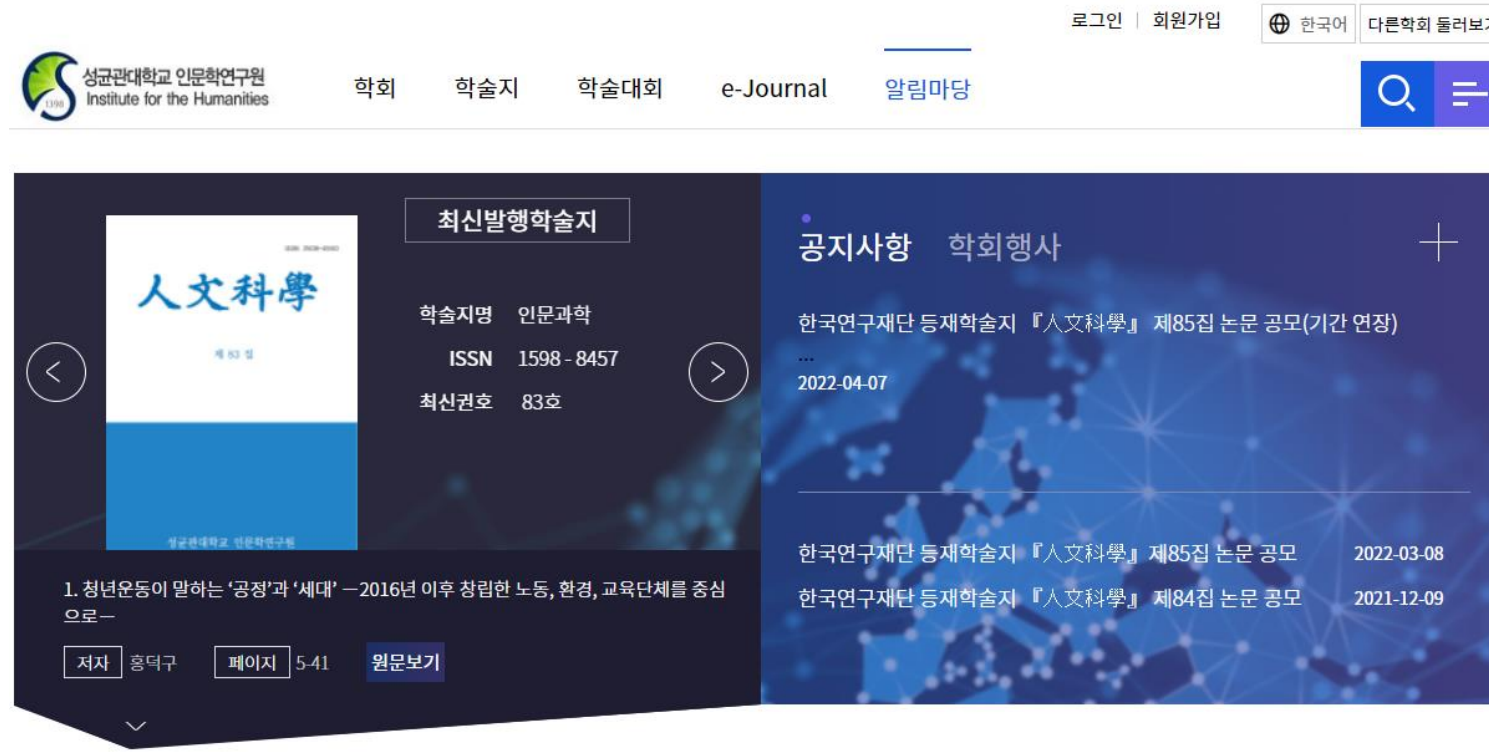 로그인 | 회원가입 한국어 다른학회 둘러보기
성균관대학교 인문학연구원
Institute for the Humanities
1398
학회 학술지 학술대회 e-Journal 알림마당
최신발행학술지
人文科學
제 83 집
성균관대학교 인문학연구원
학술지명 인문과학
ISSN 1598 - 8457
최신권호 83호
1. 청년운동이 말하는 ‘공정’과 ‘세대’ ―2016년 이후 창립한 노동, 환경, 교육단체를 중심
으로―
저자 홍덕구 페이지 5-41 원문보기
공지사항 학회행사
한국연구재단 등재학술지 『人文科學』 제85집 논문 공모(기간 연장)
...
2022-04-07
한국연구재단 등재학술지 『人文科學』 제85집 논문 공모 2022-03-08
한국연구재단 등재학술지 『人文科學』 제84집 논문 공모 2021-12-09